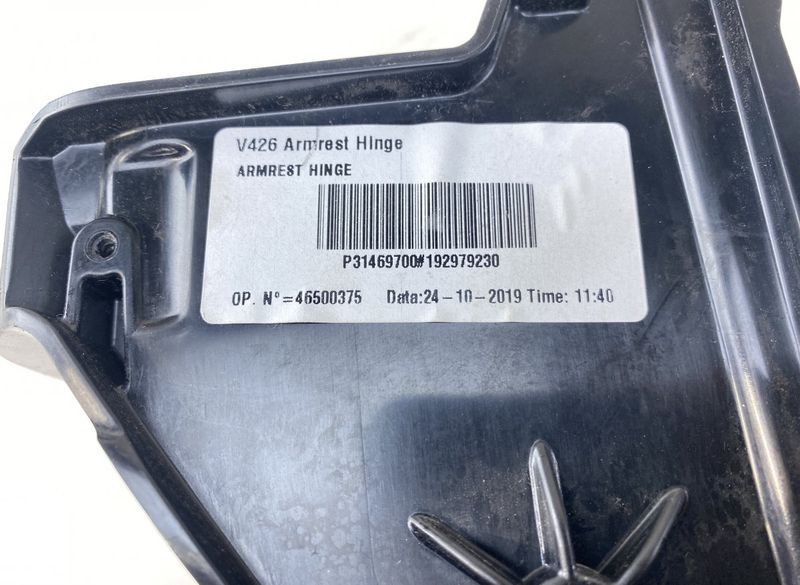 V426 Armrest Hinge
ARMREST HINGE
P31469700#192979230
OP. N°=46500375 Data:24-10-2019 Time: 11:40